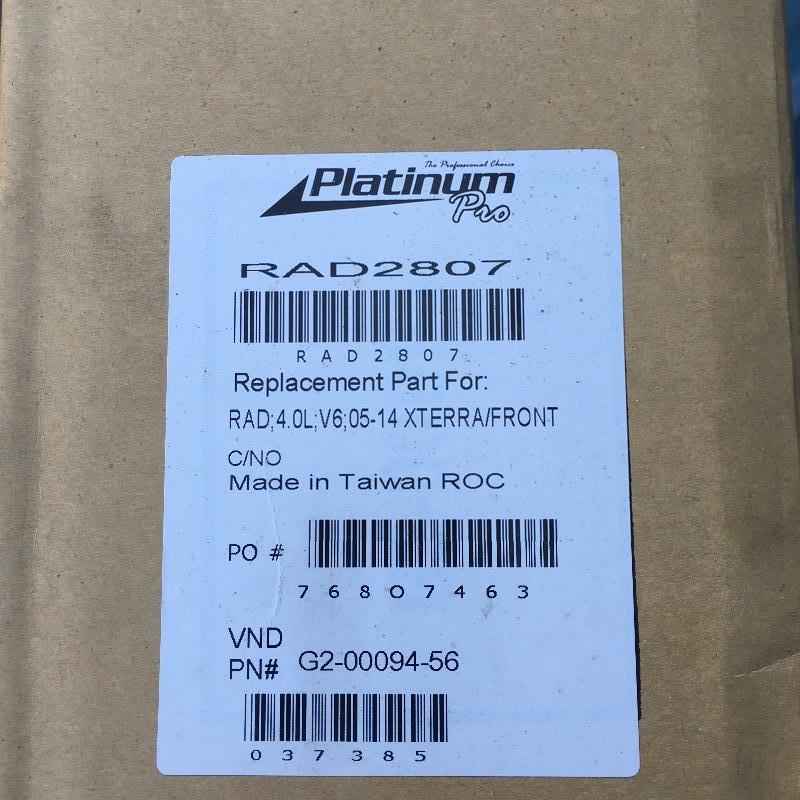 The Professional Choice
Platinum
Pro
RAD2807
RAD2807
Replacement Part For:
RAD;4.0L;V6;05-14 XTERRA/FRONT
C/NO
Made in Taiwan ROC
PO # 76807463
VND
PN# G2-00094-56
037385